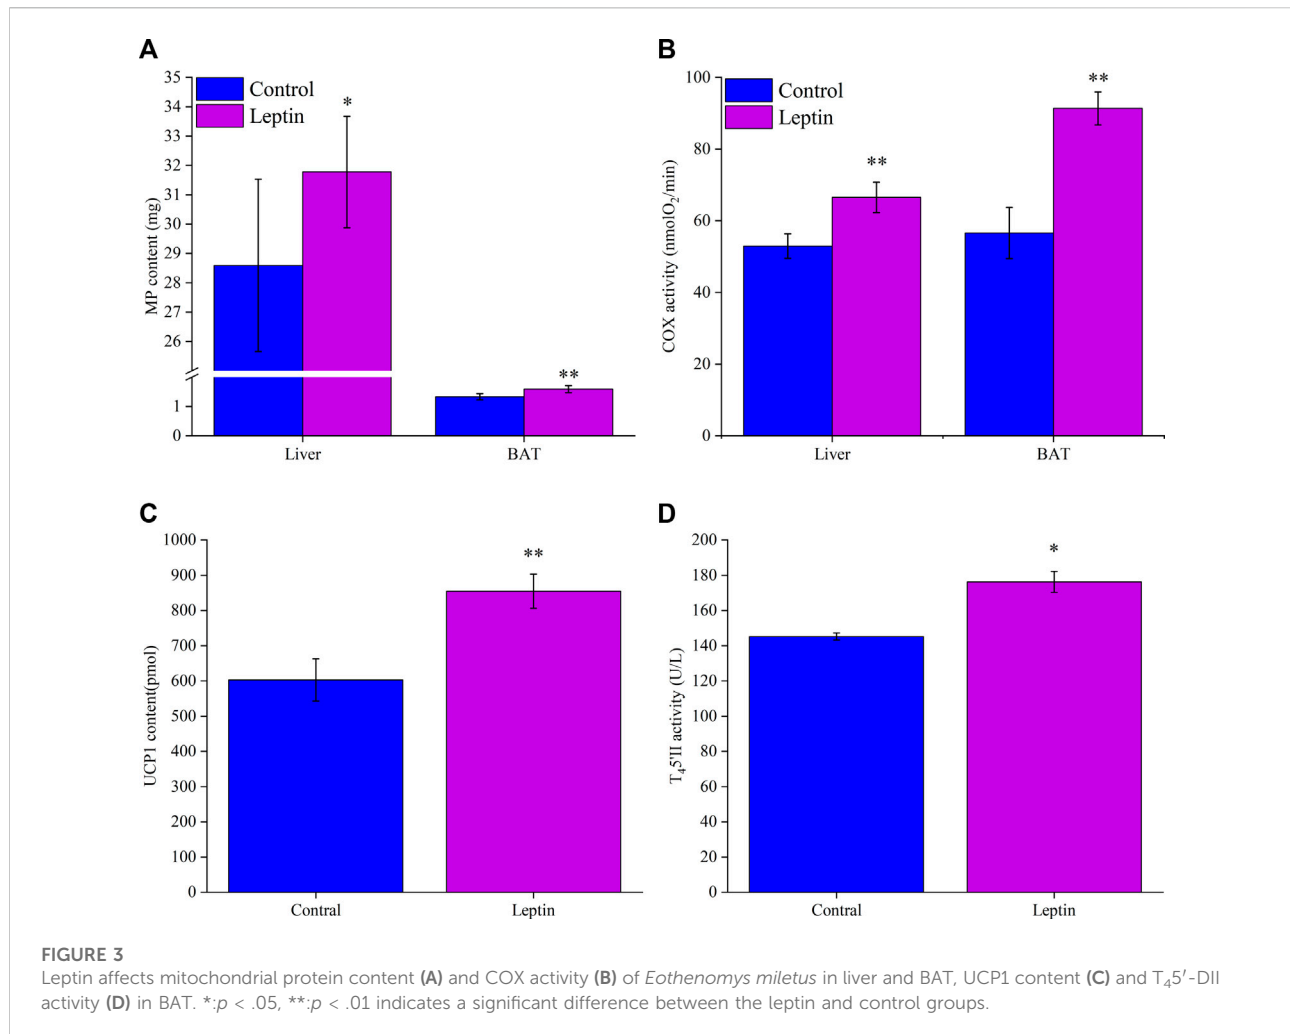 A
35
34
33
32
31
30
29
28
27
26
1
0
MP content (mg)
Control
Leptin
*
**
Liver
BAT
B
100
80
60
40
20
0
COX activity (nmolO₂/min)
Control
Leptin
**
**
Liver
BAT
C
1000
900
800
700
600
500
400
300
200
100
0
UCP1 content(pmol)
**
Contral
Leptin
D
200
180
160
140
120
100
80
60
40
20
0
T₄5'II activity (U/L)
*
Contral
Leptin
FIGURE 3
Leptin affects mitochondrial protein content (A) and COX activity (B) of Eothenomys miletus in liver and BAT, UCP1 content (C) and T₄5′-DII
activity (D) in BAT. *:p < .05, **:p < .01 indicates a significant difference between the leptin and control groups.